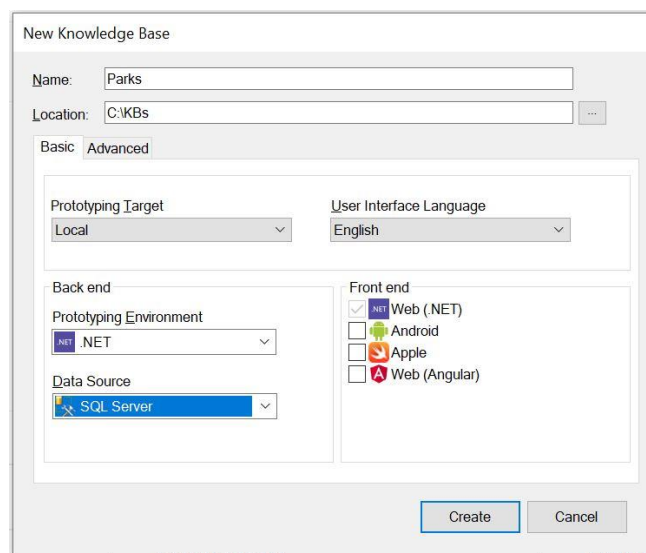 New Knowledge Base
Name: Parks
Location: C:\KBs ...
Basic Advanced
Prototyping Target User Interface Language
Local English
Back end Front end
Prototyping Environment
.NET .NET
Data Source
SQL Server
NET Web (.NET)
Android
Apple
Web (Angular)
Create Cancel